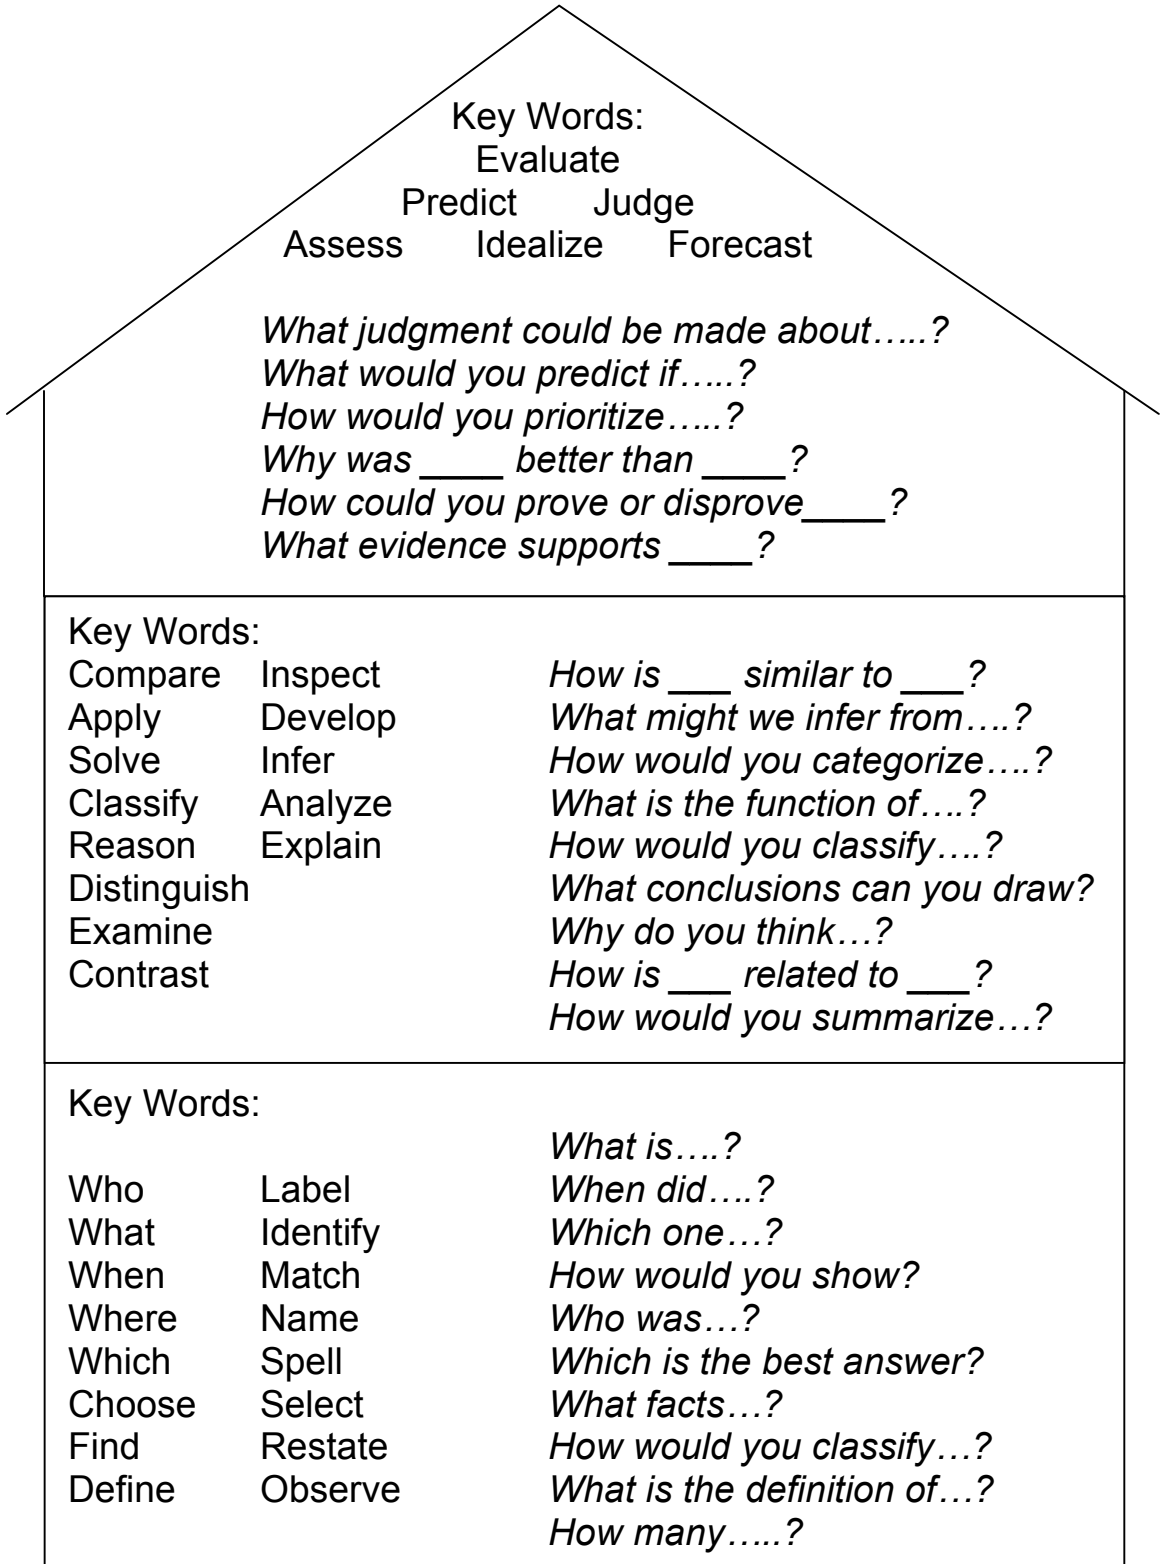 Key Words:
Evaluate
Predict Judge
Assess Idealize Forecast
What judgment could be made about…..?
What would you predict if…..?
How would you prioritize…..?
Why was ____ better than ____?
How could you prove or disprove____?
What evidence supports ____?
Key Words:
Compare Inspect How is ___ similar to ___?
Apply Develop What might we infer from….?
Solve Infer How would you categorize….?
Classify Analyze What is the function of….?
Reason Explain How would you classify….?
Distinguish What conclusions can you draw?
Examine Why do you think…?
Contrast How is ___ related to ___?
How would you summarize…?
Key Words:
What is….?
Who Label When did….?
What Identify Which one…?
When Match How would you show?
Where Name Who was…?
Which Spell Which is the best answer?
Choose Select What facts…?
Find Restate How would you classify…?
Define Observe What is the definition of…?
How many…..?